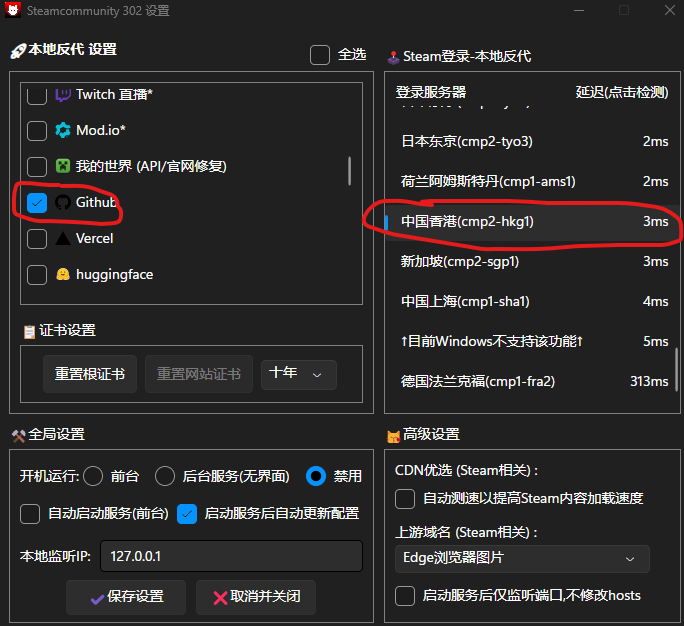 Steamcommunity 302 设置
本地反代 设置
全选
Twitch 直播*
Mod.io*
我的世界 (API/官网修复)
Github
Vercel
huggingface
证书设置
重置根证书
重置网站证书
十年
Steam登录-本地反代
登录服务器
延迟(点击检测)
日本东京(cmp2-tyo3)
2ms
荷兰阿姆斯特丹(cmp1-ams1)
2ms
中国香港(cmp2-hkg1)
3ms
新加坡(cmp2-sgp1)
3ms
中国上海(cmp1-sha1)
4ms
↑目前Windows不支持该功能↑
5ms
德国法兰克福(cmp1-fra2)
313ms
全局设置
开机运行:
前台
后台服务(无界面)
禁用
自动启动服务(前台)
启动服务后自动更新配置
本地监听IP:
127.0.0.1
保存设置
取消并关闭
高级设置
CDN优选 (Steam相关) :
自动测速以提高Steam内容加载速度
上游域名 (Steam相关) :
Edge浏览器图片
启动服务后仅监听端口,不修改hosts